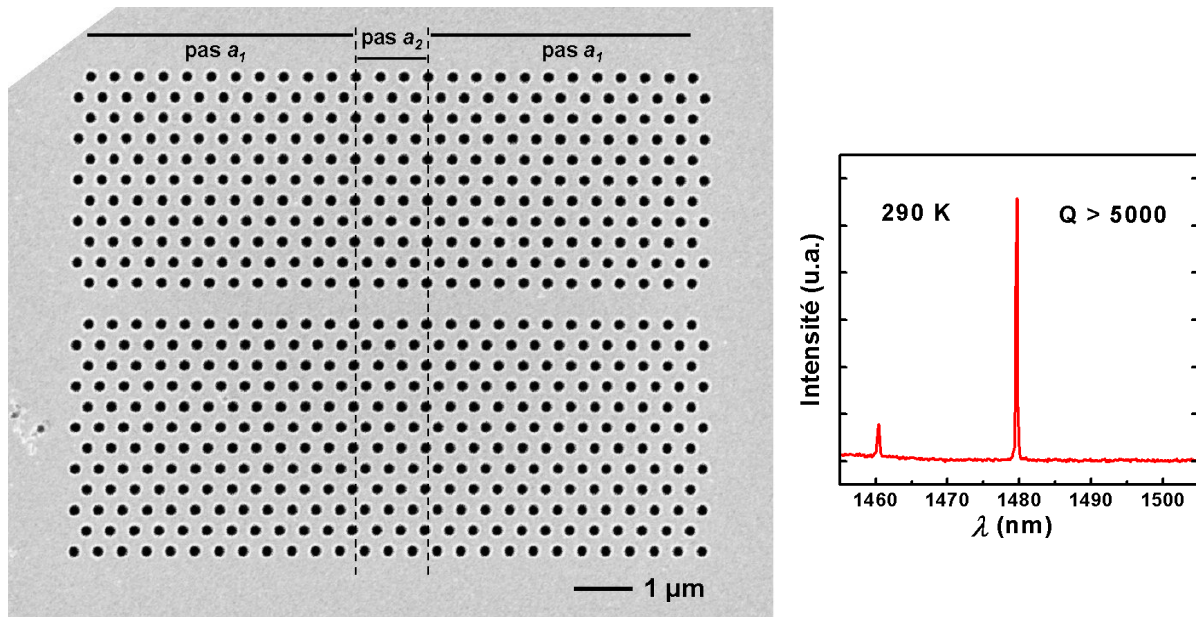 pas a₁
pas a₂
pas a₁
1 µm
290 K
Q > 5000
Intensité (u.a.)
1460 1470 1480 1490 1500
λ (nm)